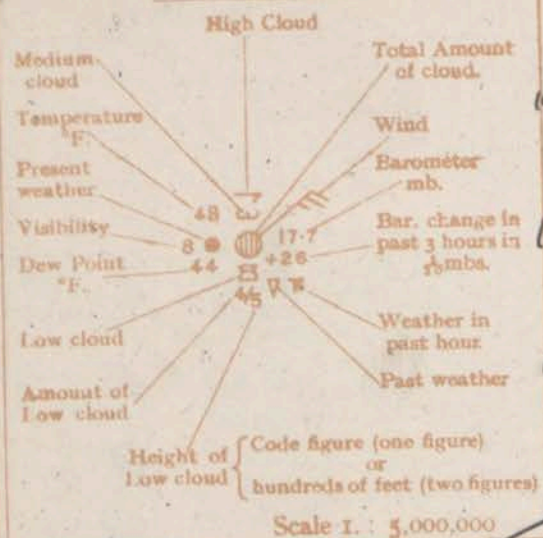 High Cloud
Medium cloud
Total Amount of cloud.
Temperature °F.
Wind
Present weather
Barometer mb.
48
17.7
Visibility
8
Bar. change in past 3 hours in 1/10 mbs.
+26
Dew Point °F.
44
4/5
Low cloud
Weather in past hour
Amount of Low cloud
Past weather
Height of Low cloud
Code figure (one figure)
or
hundreds of feet (two figures)
Scale 1. : 5,000,000